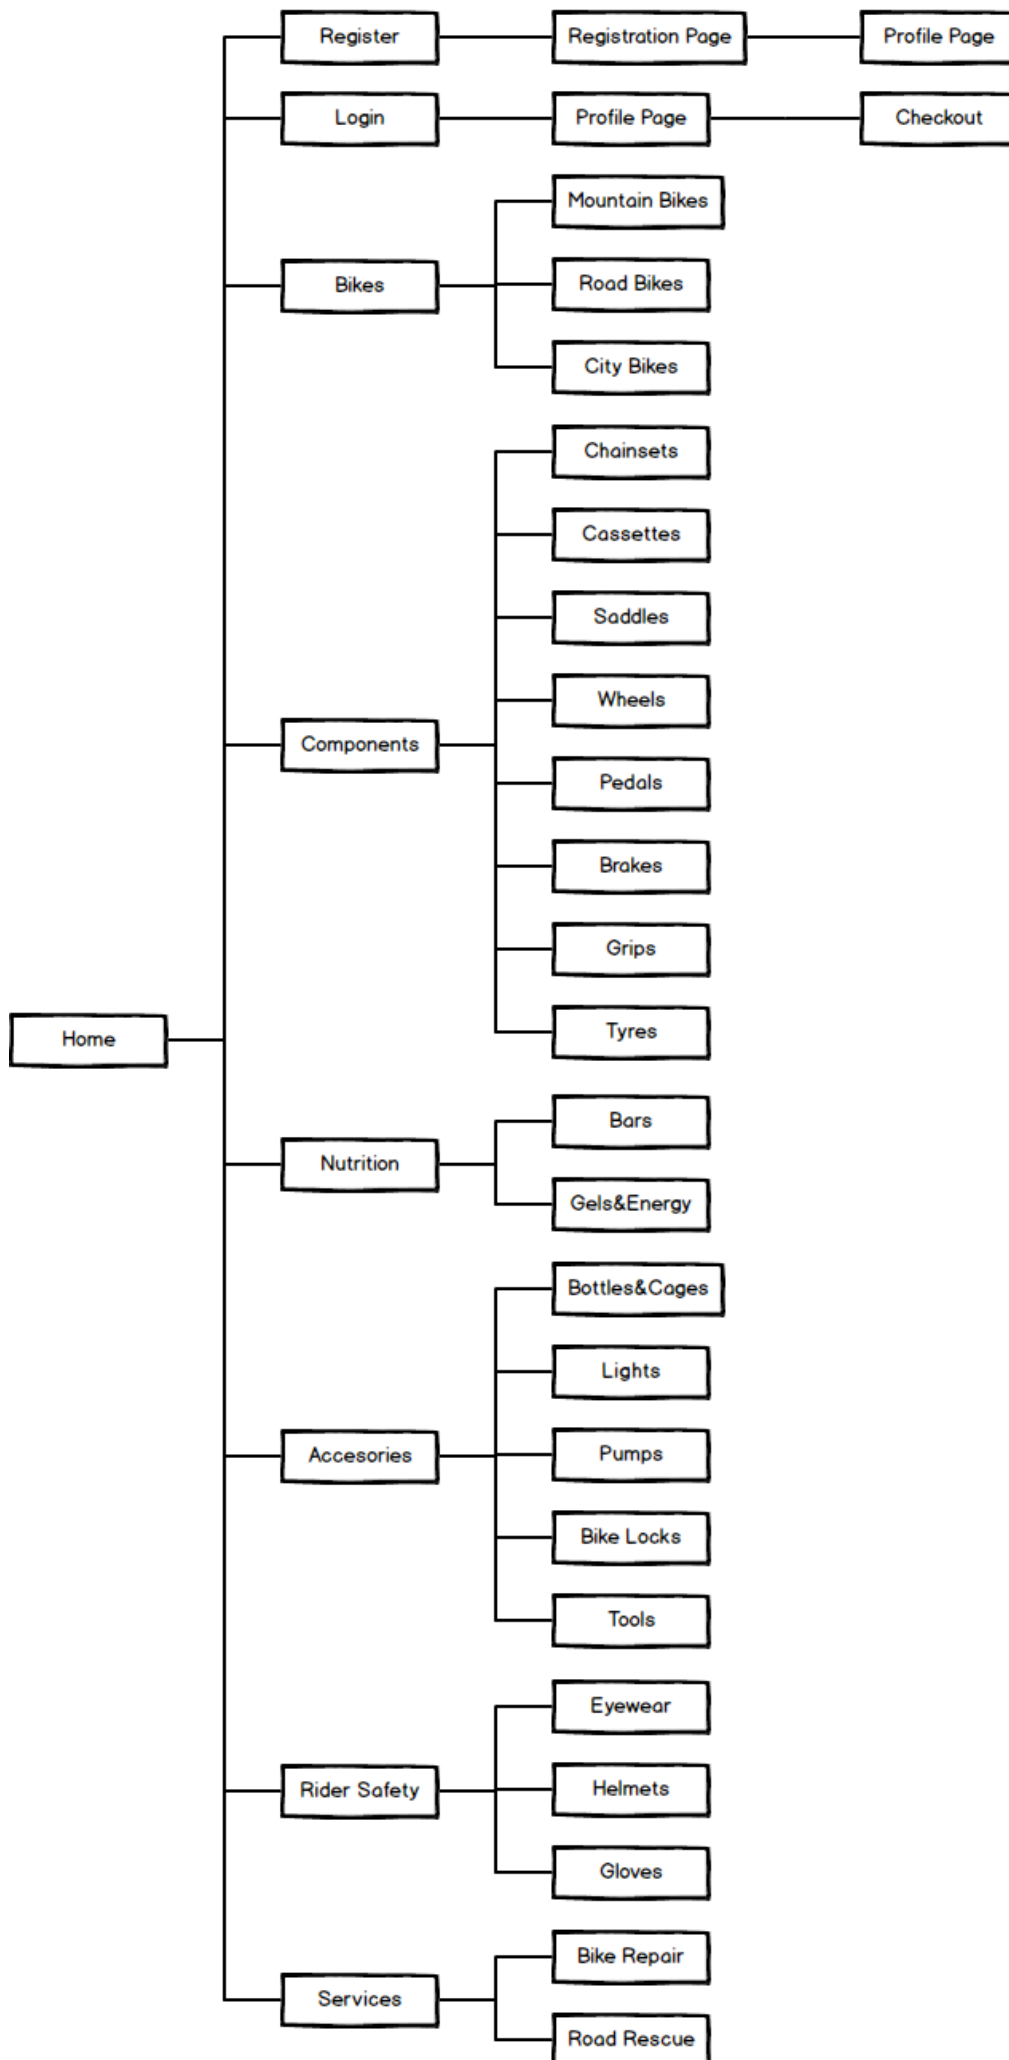 Register
Registration Page
Profile Page
Login
Profile Page
Checkout
Mountain Bikes
Bikes
Road Bikes
City Bikes
Chainsets
Cassettes
Saddles
Wheels
Components
Pedals
Brakes
Grips
Tyres
Home
Bars
Nutrition
Gels&Energy
Bottles&Cages
Lights
Accesories
Pumps
Bike Locks
Tools
Eyewear
Rider Safety
Helmets
Gloves
Bike Repair
Services
Road Rescue